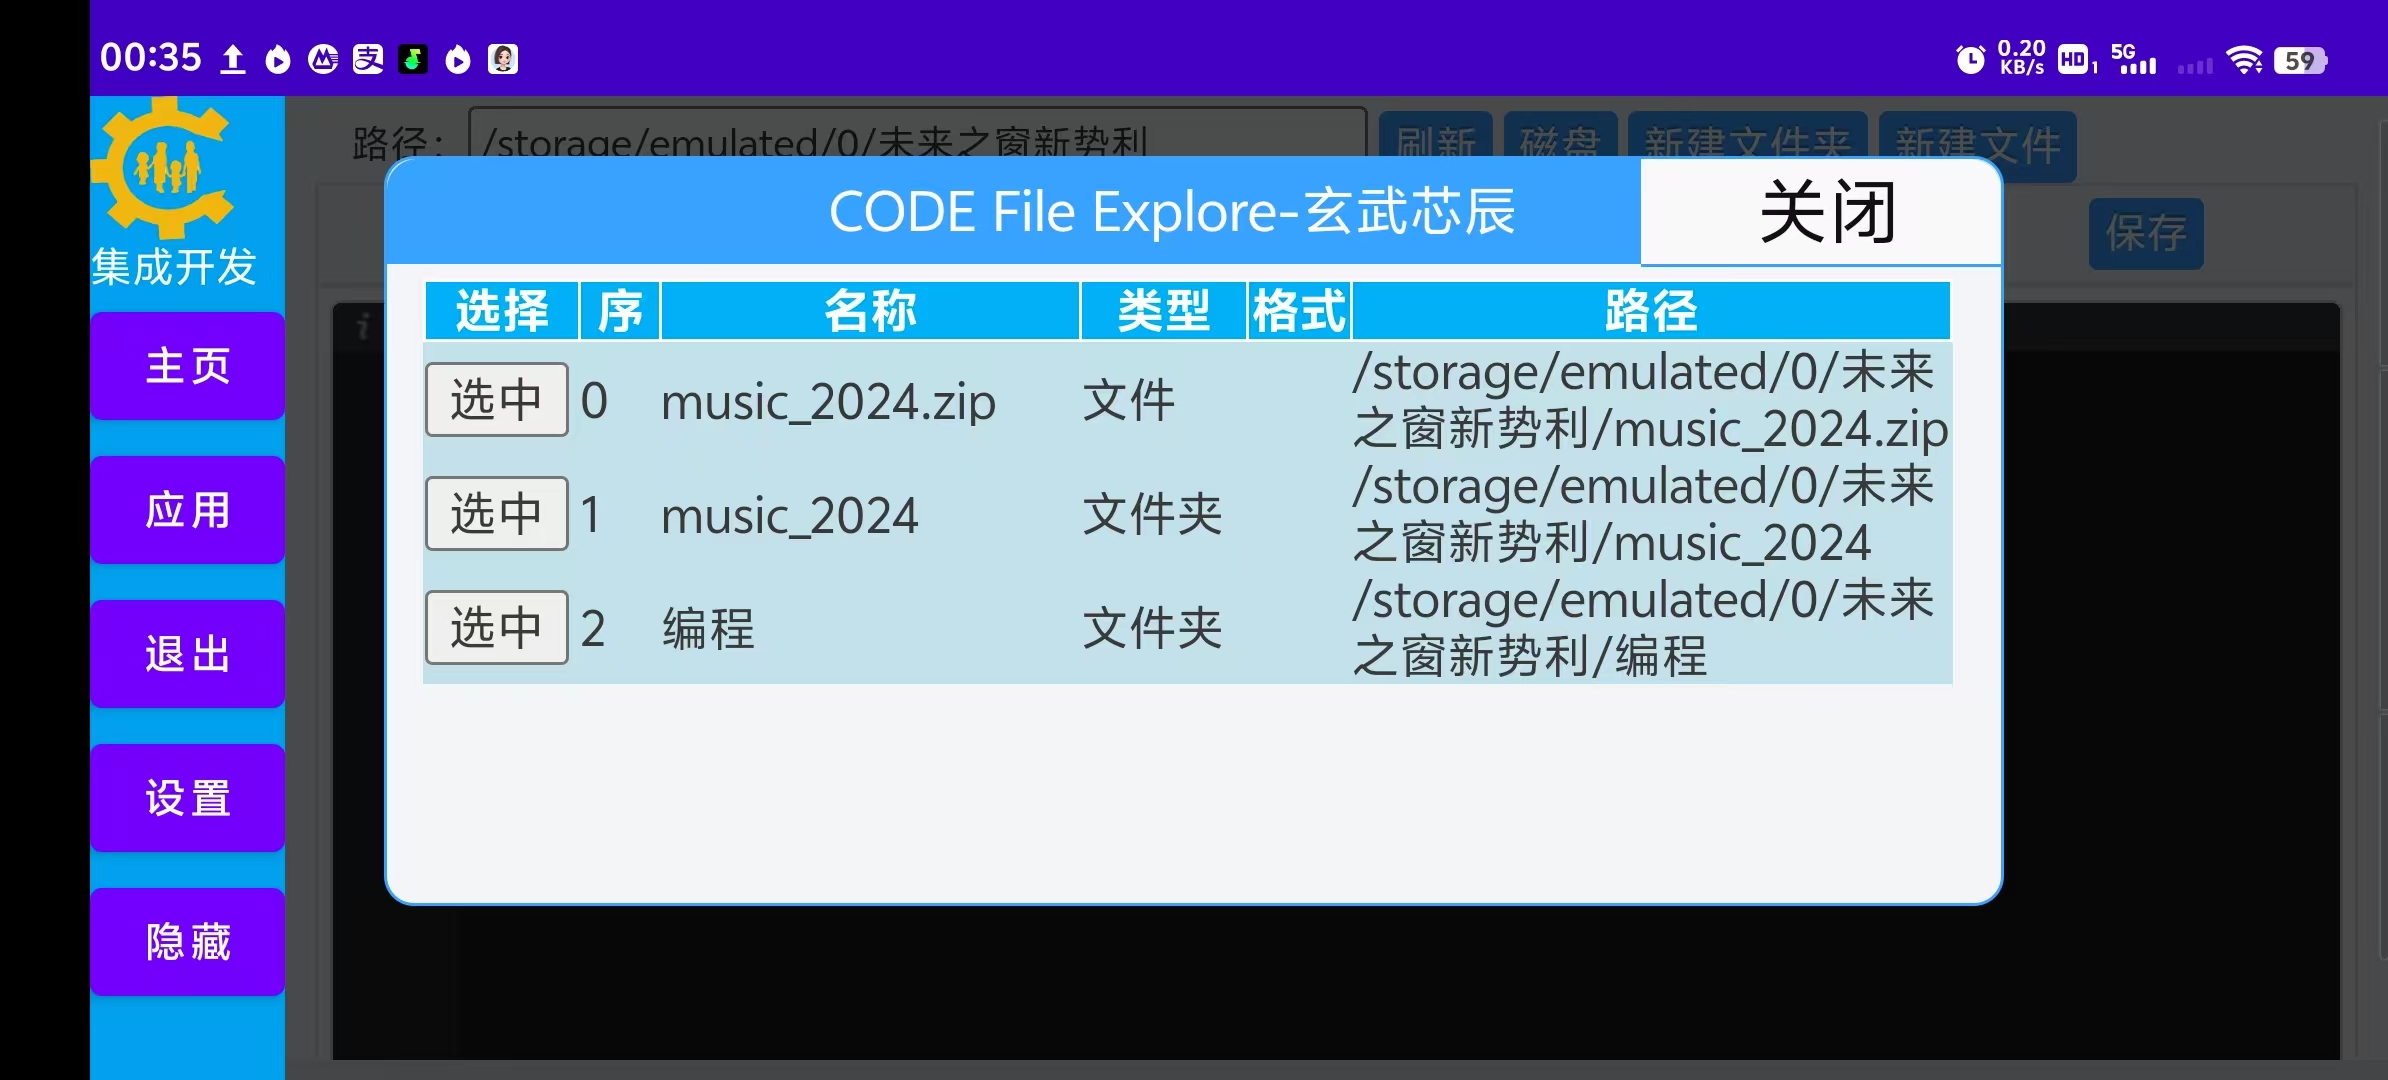 00:35
0.20
KB/s
HD 1
5G
59
集成开发
主页
应用
退出
设置
隐藏
路径：
/storage/emulated/0/未来之窗新势利
刷新
磁盘
新建文件夹
新建文件
保存
CODE File Explore-玄武芯辰
关闭
选择 序 名称 类型 格式 路径
选中 0 music_2024.zip 文件 /storage/emulated/0/未来
之窗新势利/music_2024.zip
选中 1 music_2024 文件夹 /storage/emulated/0/未来
之窗新势利/music_2024
选中 2 编程 文件夹 /storage/emulated/0/未来
之窗新势利/编程
i